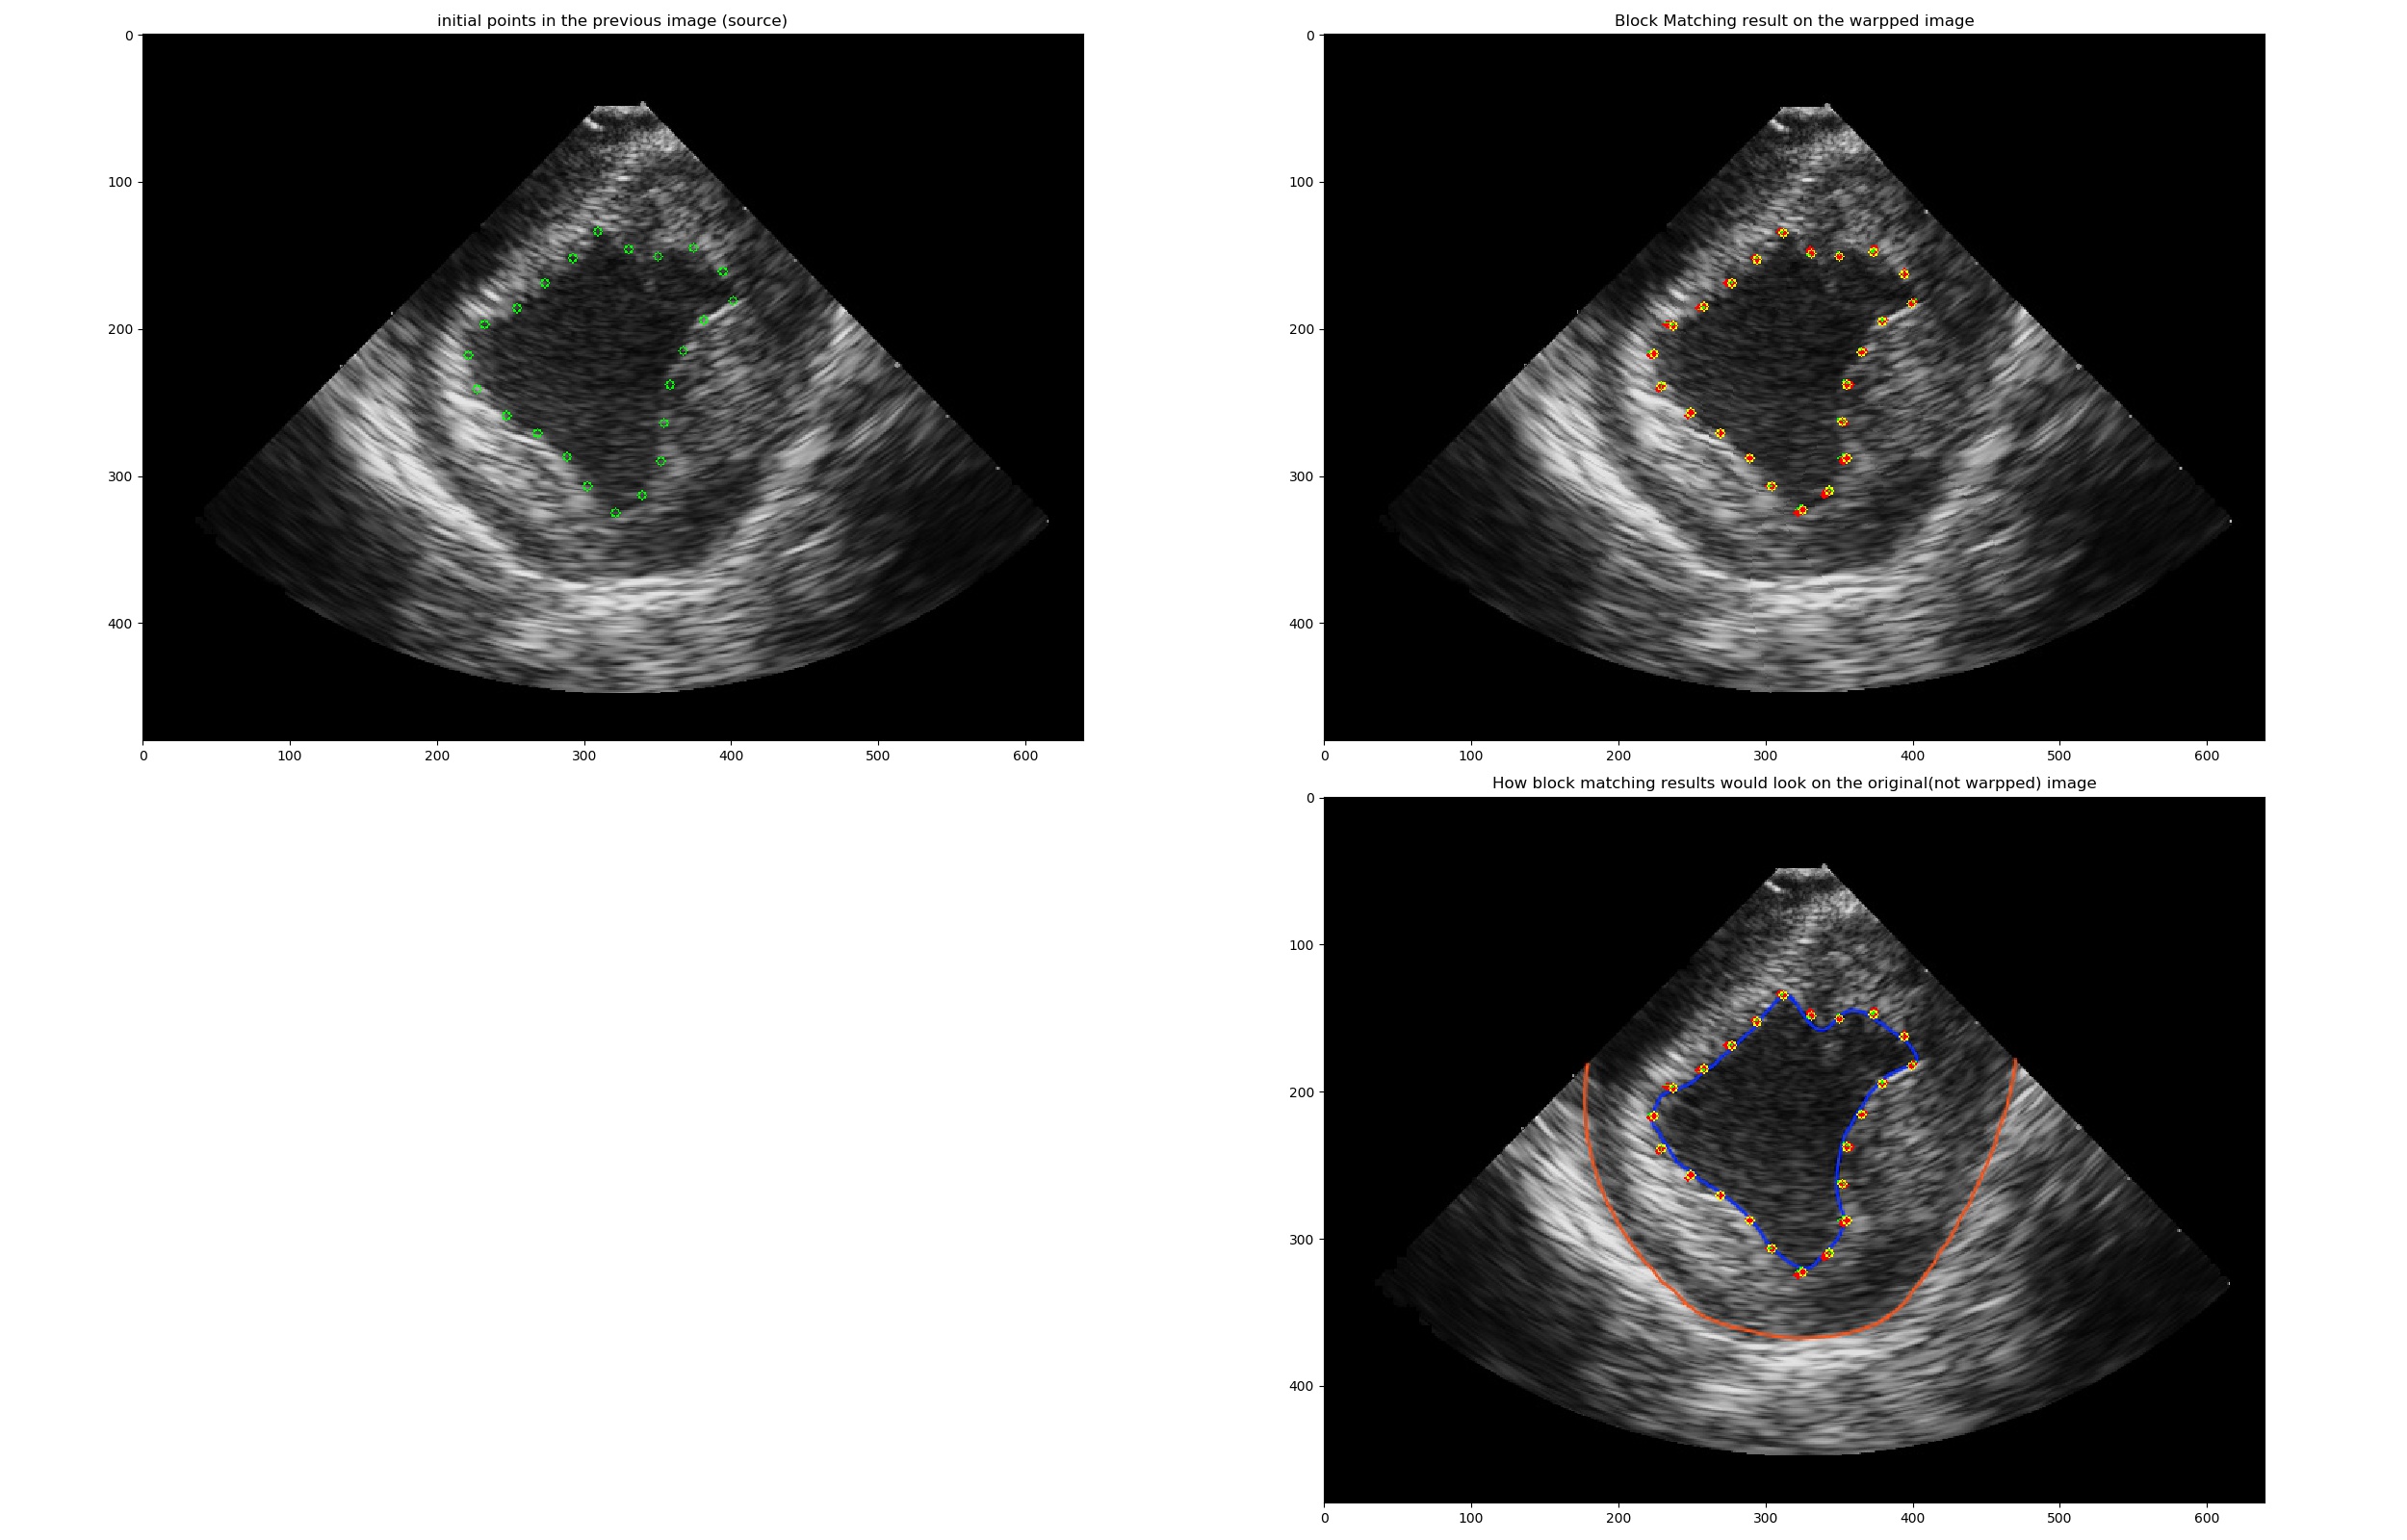 initial points in the previous image (source)
0
100
200
300
400
0 100 200 300 400 500 600
Block Matching result on the warpped image
0
100
200
300
400
0 100 200 300 400 500 600
How block matching results would look on the original(not warpped) image
0
100
200
300
400
0 100 200 300 400 500 600